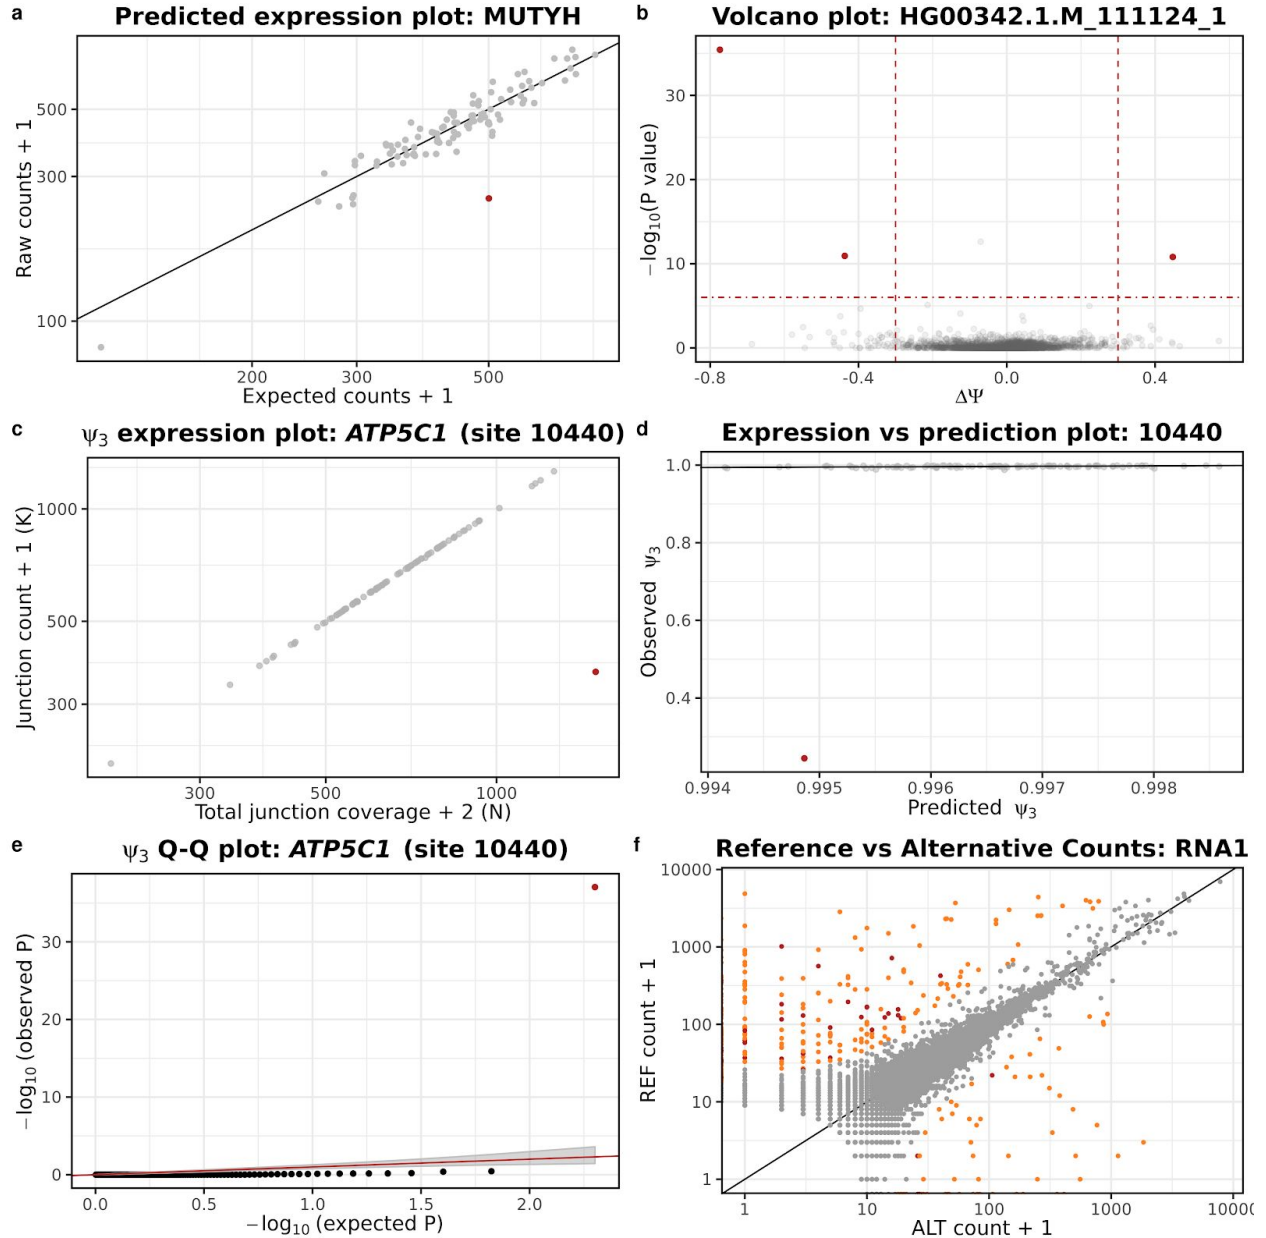 a
Predicted expression plot: MUTYH
500
300
100
200
300
500
Raw counts + 1
Expected counts + 1
b
Volcano plot: HG00342.1.M_111124_1
30
20
10
0
-0.8
-0.4
0.0
0.4
−log10(P value)
ΔΨ
c
ψ3 expression plot: ATP5C1 (site 10440)
1000
500
300
300
500
1000
Junction count + 1 (K)
Total junction coverage + 2 (N)
d
Expression vs prediction plot: 10440
1.0
0.8
0.6
0.4
0.994
0.995
0.996
0.997
0.998
Observed ψ3
Predicted ψ3
e
ψ3 Q-Q plot: ATP5C1 (site 10440)
30
20
10
0
0.0
0.5
1.0
1.5
2.0
−log10 (observed P)
−log10 (expected P)
f
Reference vs Alternative Counts: RNA1
10000
1000
100
10
1
1
10
100
1000
10000
REF count + 1
ALT count + 1